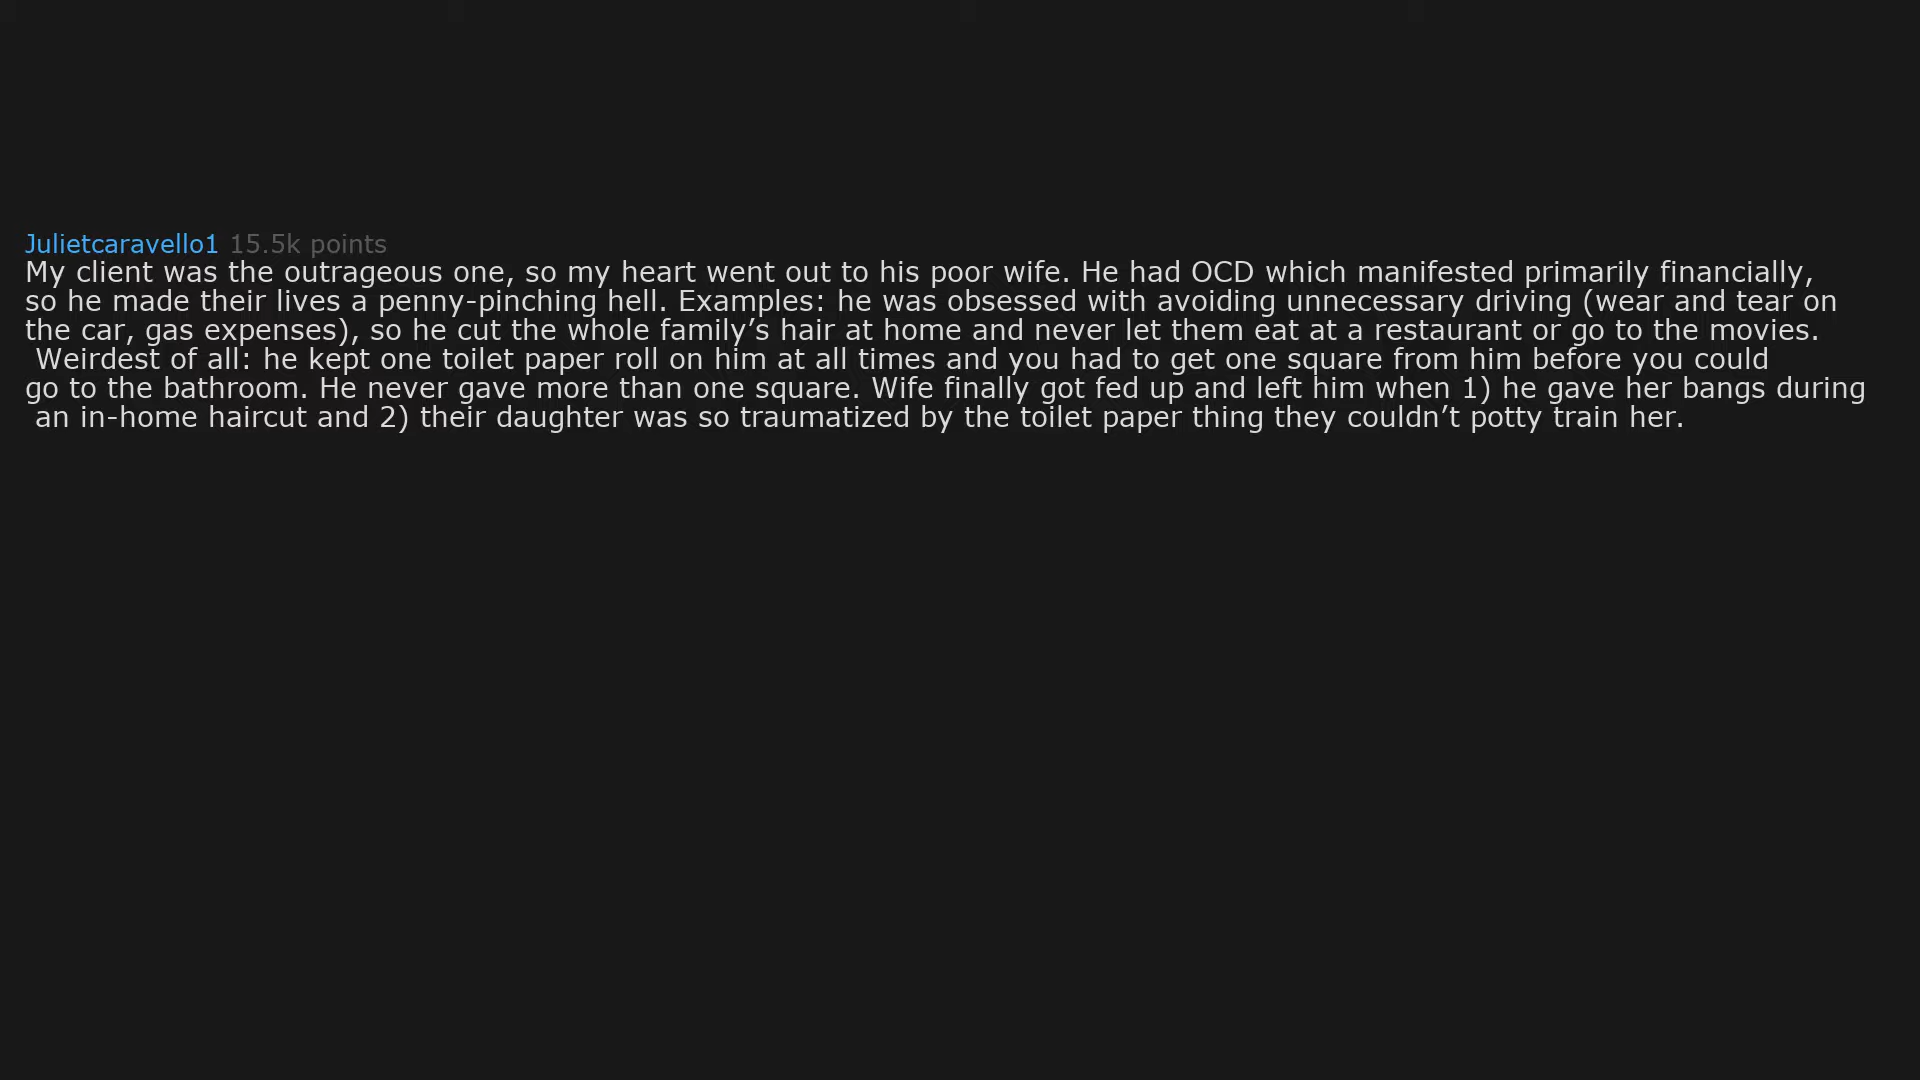 Julietcaravello1 15.5k points
My client was the outrageous one, so my heart went out to his poor wife. He had OCD which manifested primarily financially,
so he made their lives a penny-pinching hell. Examples: he was obsessed with avoiding unnecessary driving (wear and tear on
the car, gas expenses), so he cut the whole family’s hair at home and never let them eat at a restaurant or go to the movies.
Weirdest of all: he kept one toilet paper roll on him at all times and you had to get one square from him before you could
go to the bathroom. He never gave more than one square. Wife finally got fed up and left him when 1) he gave her bangs during
an in-home haircut and 2) their daughter was so traumatized by the toilet paper thing they couldn’t potty train her.